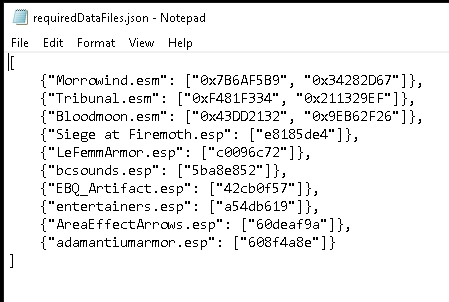 requiredDataFiles.json - Notepad
File Edit Format View Help
[
    {"Morrowind.esm": ["0x7B6AF5B9", "0x34282D67"]},
    {"Tribunal.esm": ["0xF481F334", "0x211329EF"]},
    {"Bloodmoon.esm": ["0x43DD2132", "0x9EB62F26"]},
    {"Siege at Firemoth.esp": ["e8185de4"]},
    {"LeFemmArmor.esp": ["c0096c72"]},
    {"bcsounds.esp": ["5ba8e852"]},
    {"EBQ_Artifact.esp": ["42cb0f57"]},
    {"entertainers.esp": ["a54db619"]},
    {"AreaEffectArrows.esp": ["60deaf9a"]},
    {"adamantiumarmor.esp": ["608f4a8e"]}
]